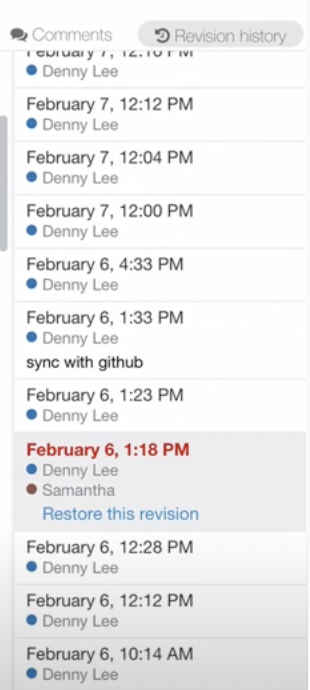 Comments Revision history
February 7, 12:10 PM
Denny Lee
February 7, 12:12 PM
Denny Lee
February 7, 12:04 PM
Denny Lee
February 7, 12:00 PM
Denny Lee
February 6, 4:33 PM
Denny Lee
February 6, 1:33 PM
Denny Lee
sync with github
February 6, 1:23 PM
Denny Lee
February 6, 1:18 PM
Denny Lee
Samantha
Restore this revision
February 6, 12:28 PM
Denny Lee
February 6, 12:12 PM
Denny Lee
February 6, 10:14 AM
Denny Lee